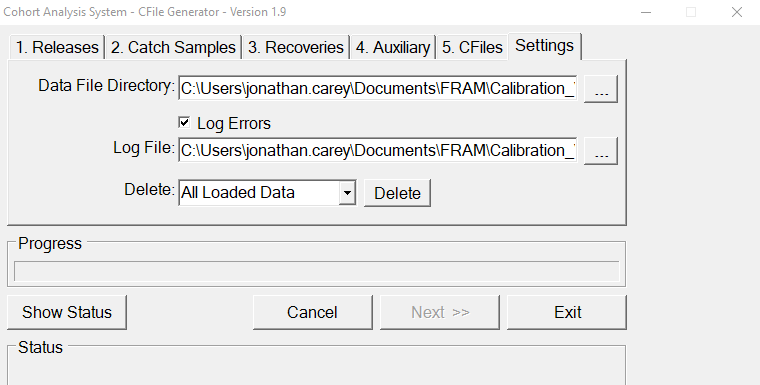 Cohort Analysis System - CFile Generator - Version 1.9
1. Releases 2. Catch Samples 3. Recoveries 4. Auxiliary 5. CFiles Settings
Data File Directory: C:\Users\jonathan.carey\Documents\FRAM\Calibration_ ...
Log Errors
Log File: C:\Users\jonathan.carey\Documents\FRAM\Calibration_ ...
Delete: All Loaded Data Delete
Progress
Show Status Cancel Next >> Exit
Status